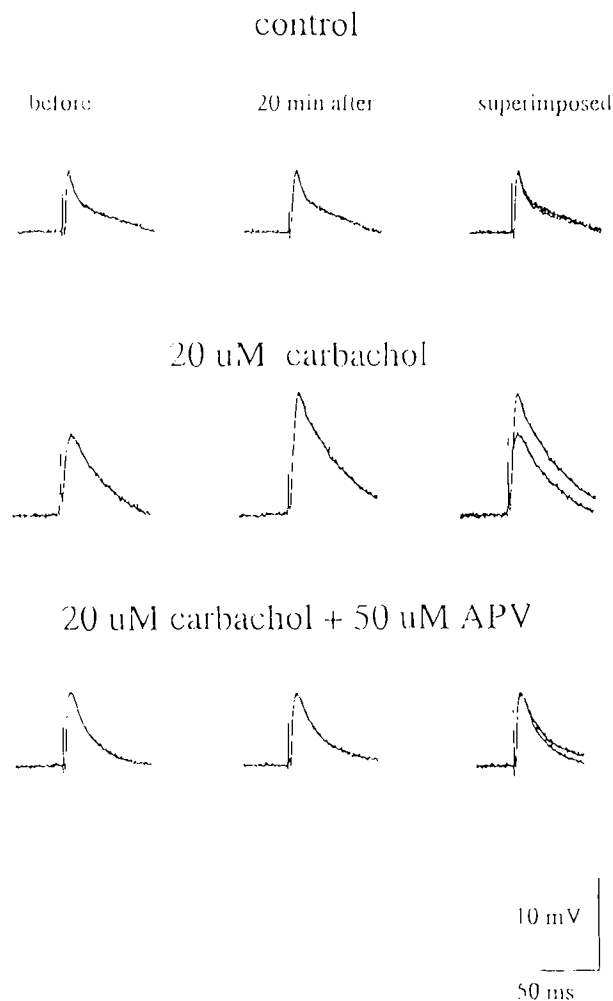 control
before 20 min after superimposed
20 uM carbachol
20 uM carbachol + 50 uM APV
10 mV
50 ms